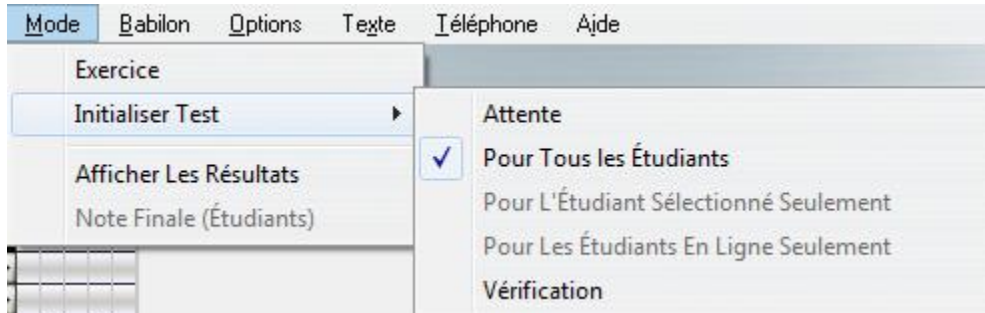 Mode Babilon Options Texte Téléphone Aide
Exercice
Initialiser Test
Afficher Les Résultats
Note Finale (Étudiants)
Attente
Pour Tous les Étudiants
Pour L'Étudiant Sélectionné Seulement
Pour Les Étudiants En Ligne Seulement
Vérification